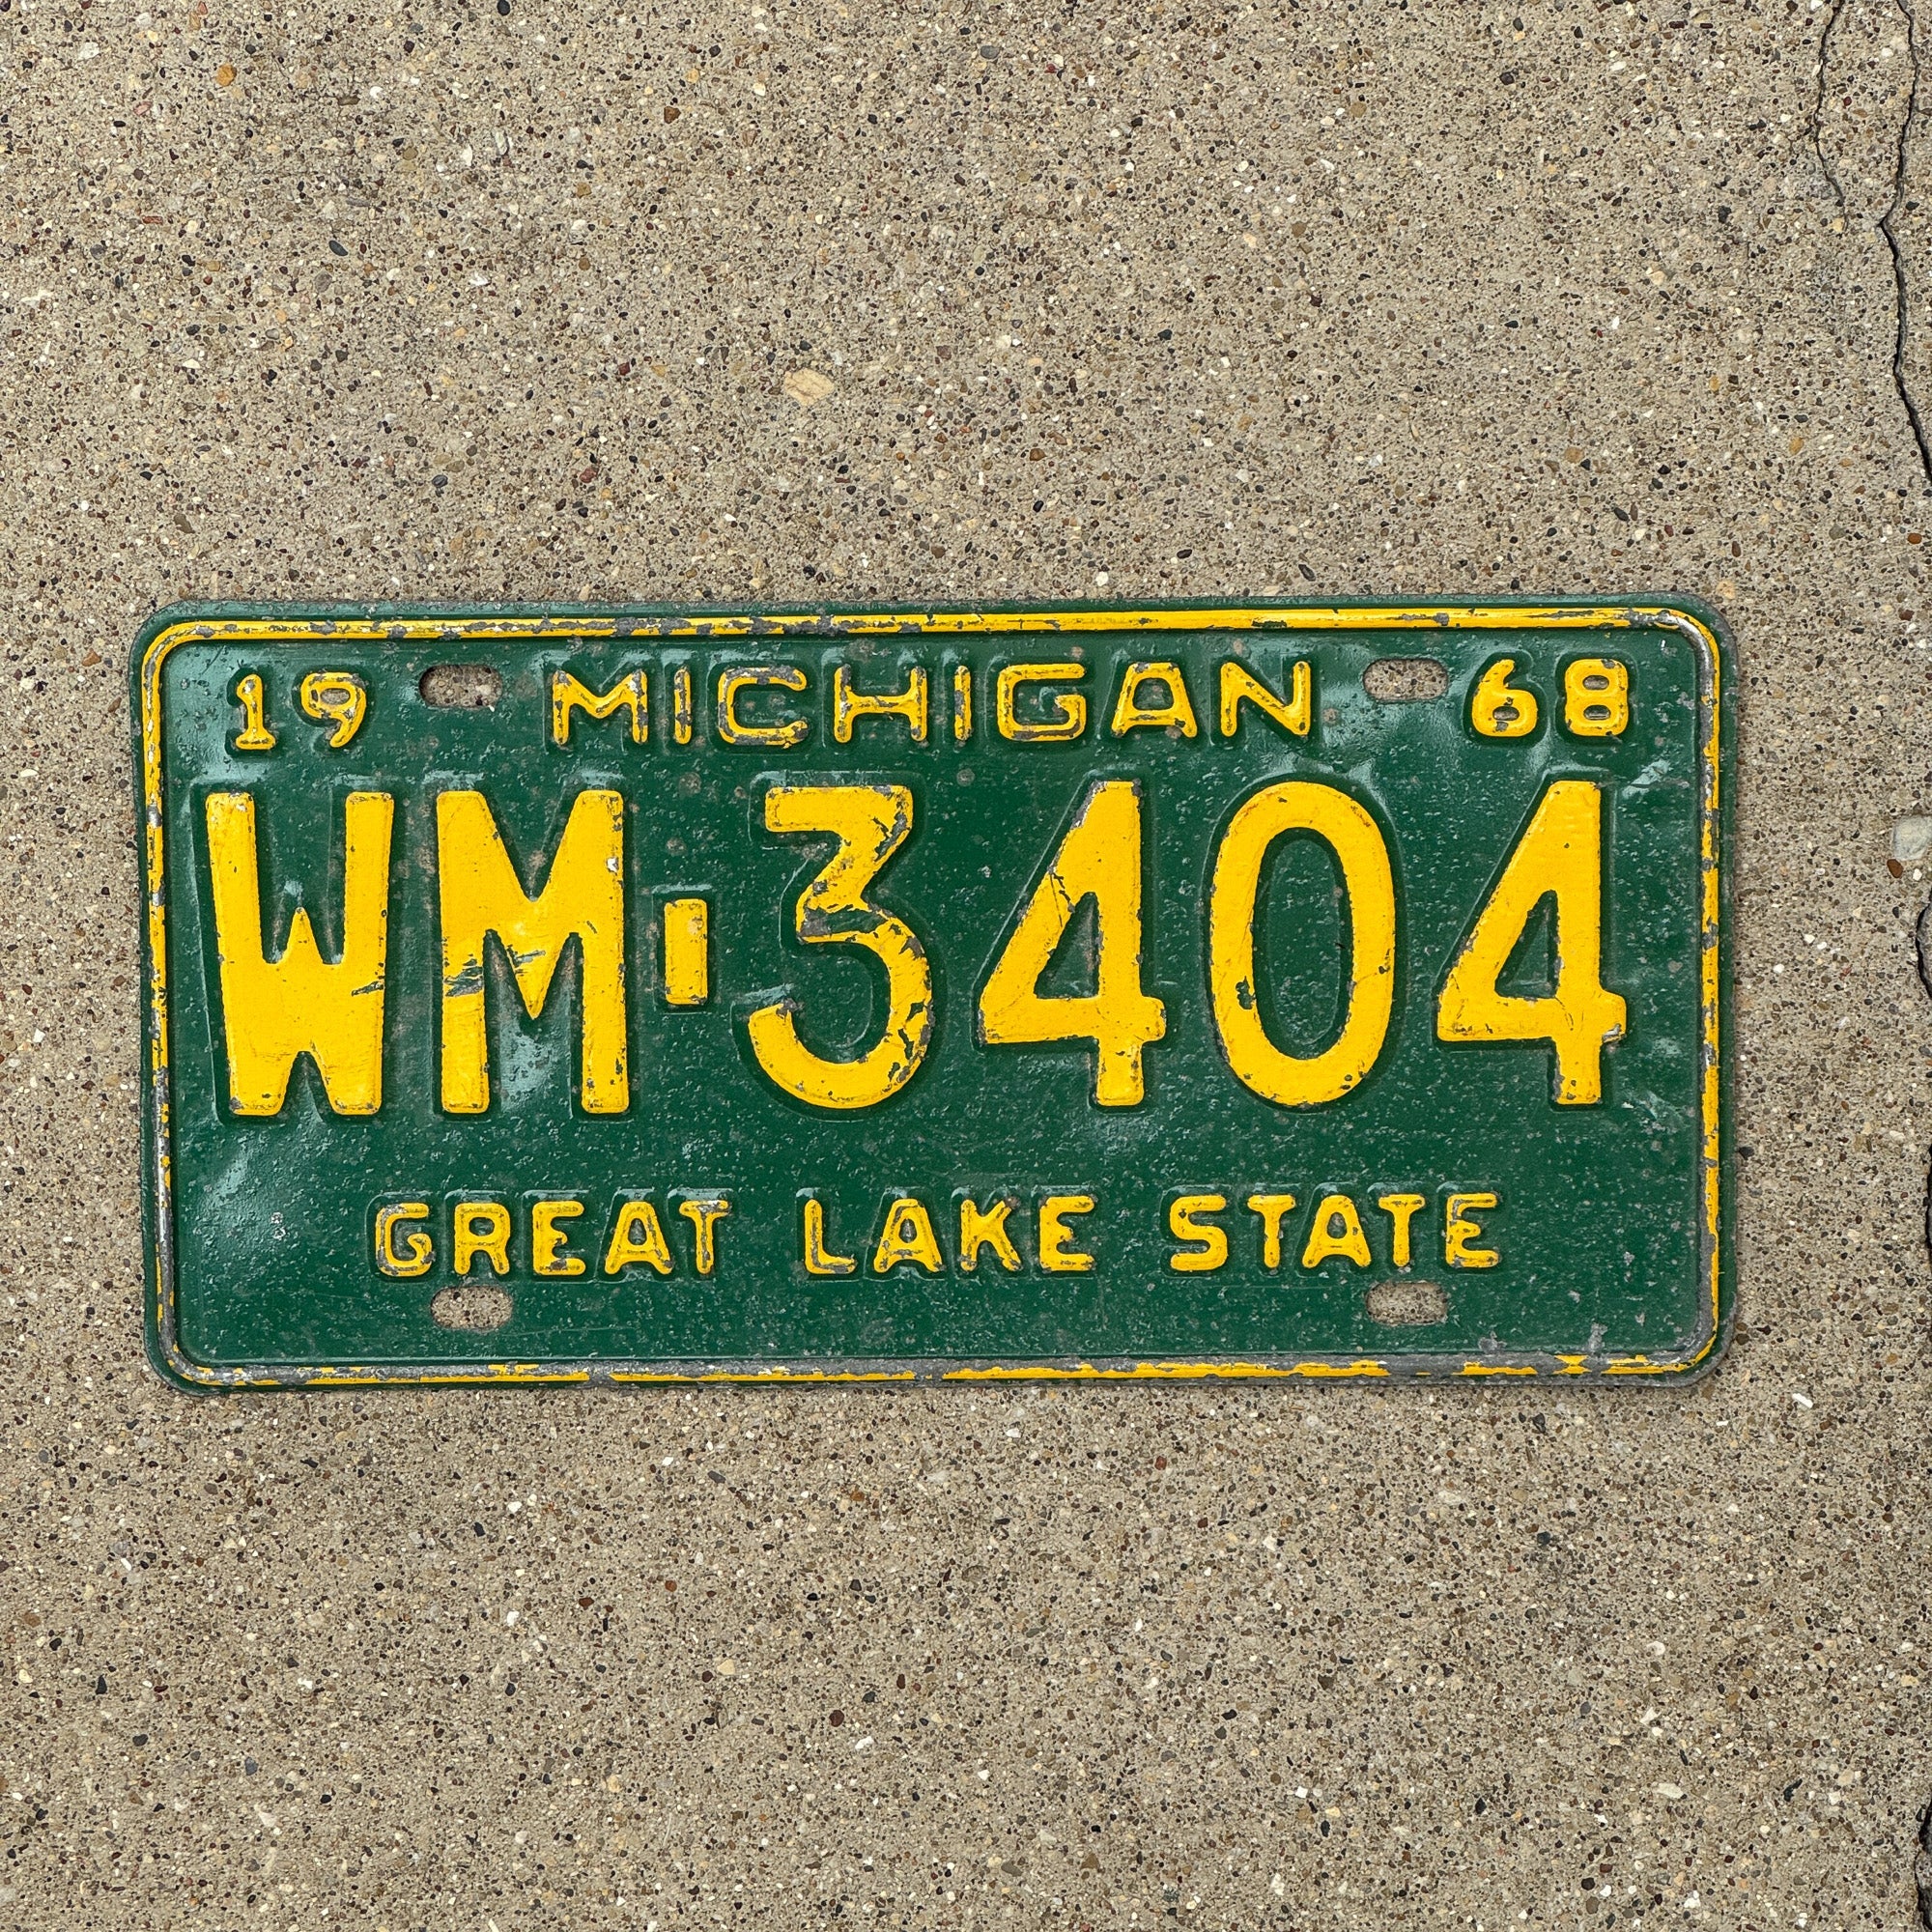 19 MICHIGAN 68
WM-3404
GREAT LAKE STATE